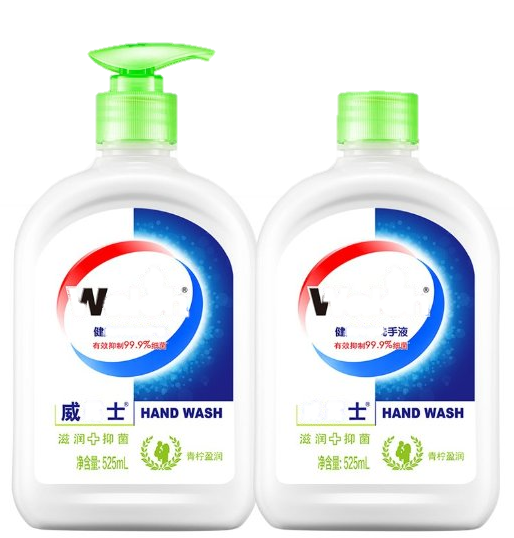 W ®
健
有效抑制99.9%细菌
威 士® HAND WASH
滋润+抑菌
净含量: 525mL
青柠盈润
®
健 手液
有效抑制99.9%细菌
士® HAND WASH
滋润+抑菌
净含量: 525mL
青柠盈润